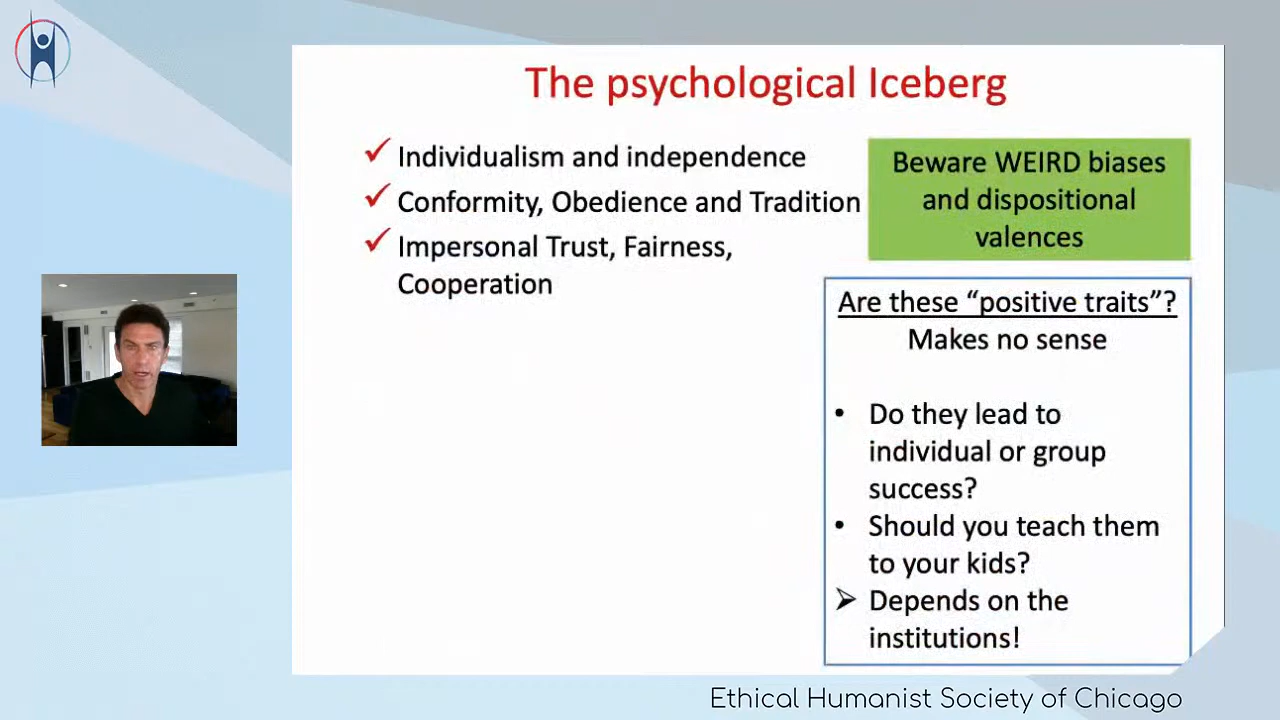 The psychological Iceberg
✓ Individualism and independence
✓ Conformity, Obedience and Tradition
✓ Impersonal Trust, Fairness,
Cooperation
Beware WEIRD biases
and dispositional
valences
Are these “positive traits”?
Makes no sense
• Do they lead to
individual or group
success?
• Should you teach them
to your kids?
➢ Depends on the
institutions!
Ethical Humanist Society of Chicago